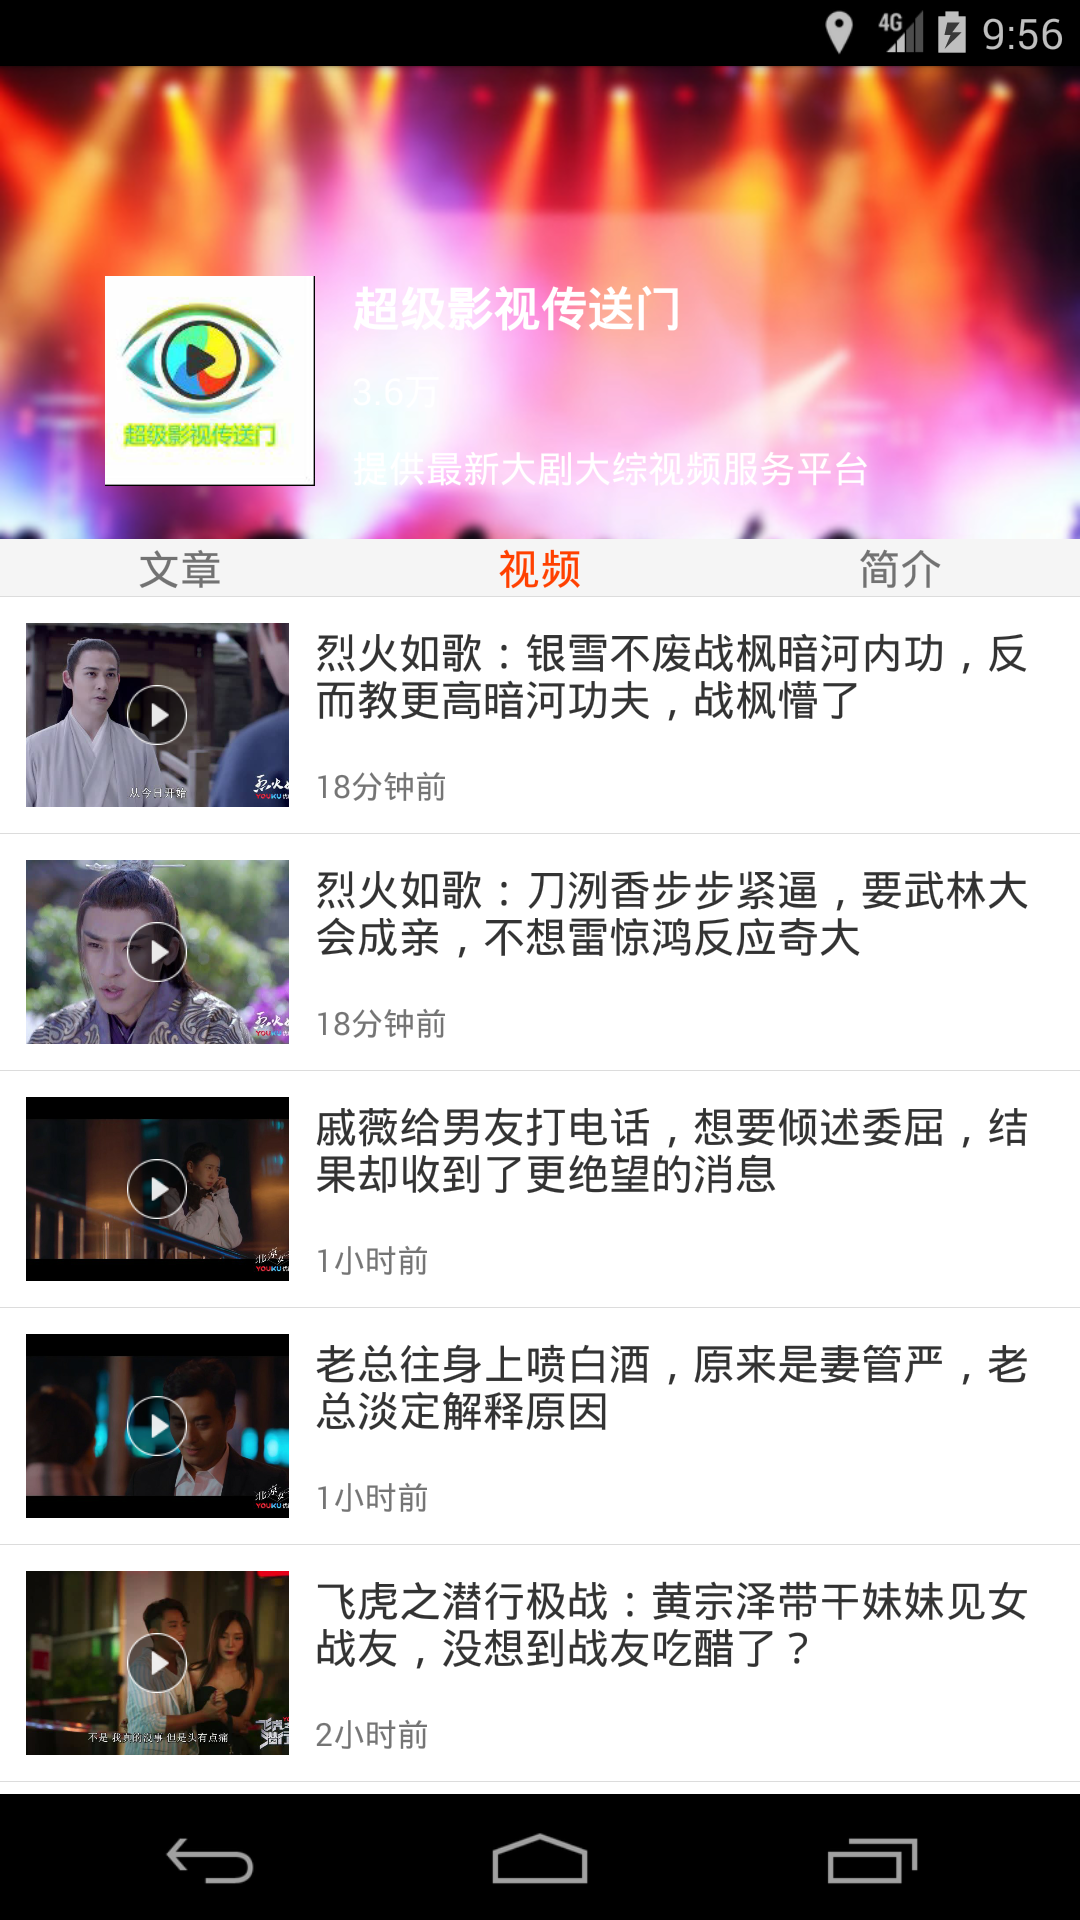 4G 9:56
超级影视传送门
超级影视传送门
3.6万
提供最新大剧大综视频服务平台
文章 视频 简介
烈火如歌：银雪不废战枫暗河内功，反
而教更高暗河功夫，战枫懵了
从今日开始
YOUKU
18分钟前
烈火如歌：刀洌香步步紧逼，要武林大
会成亲，不想雷惊鸿反应奇大
YOUKU
18分钟前
戚薇给男友打电话，想要倾述委屈，结
果却收到了更绝望的消息
YOUKU
1小时前
老总往身上喷白酒，原来是妻管严，老
总淡定解释原因
YOUKU
1小时前
飞虎之潜行极战：黄宗泽带干妹妹见女
战友，没想到战友吃醋了？
不是 我真的没事 但是头有点痛
2小时前